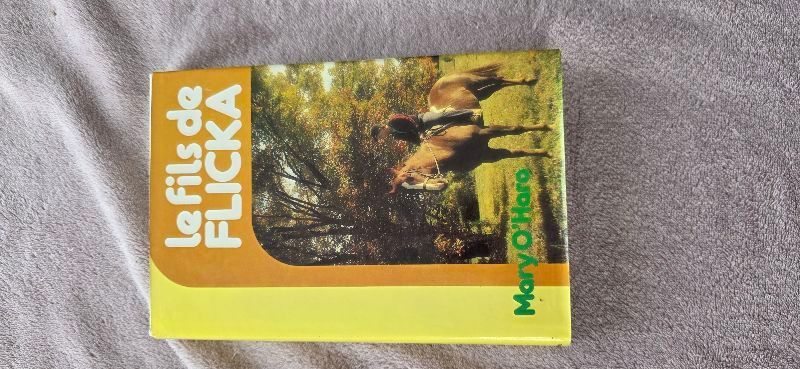 le fils de
FLICKA
Mary O'Hara